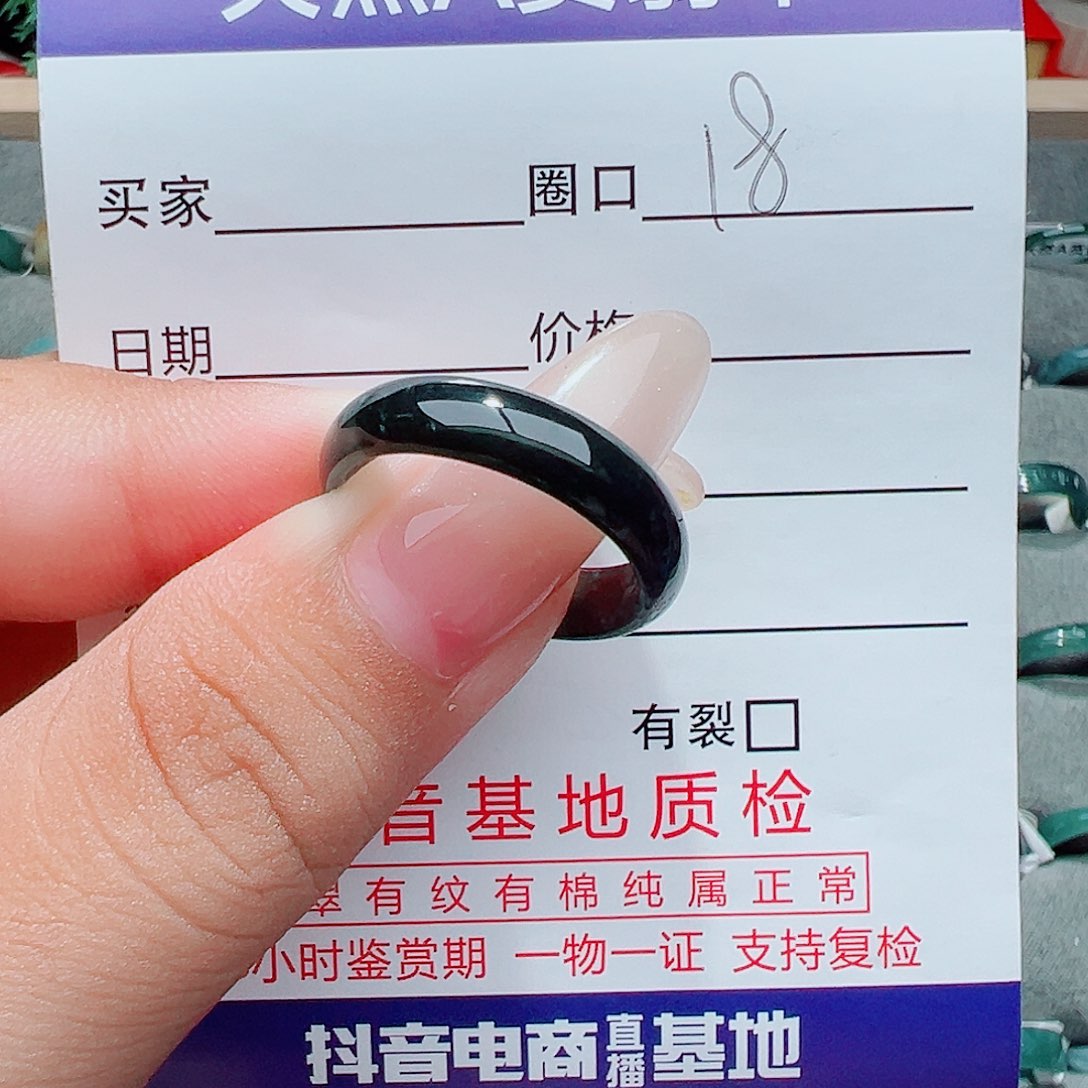 买家 圈口 18
日期 价格
有裂
音基地质检
翠有纹有棉纯属正常
小时鉴赏期 一物一证 支持复检
抖音电商直播基地